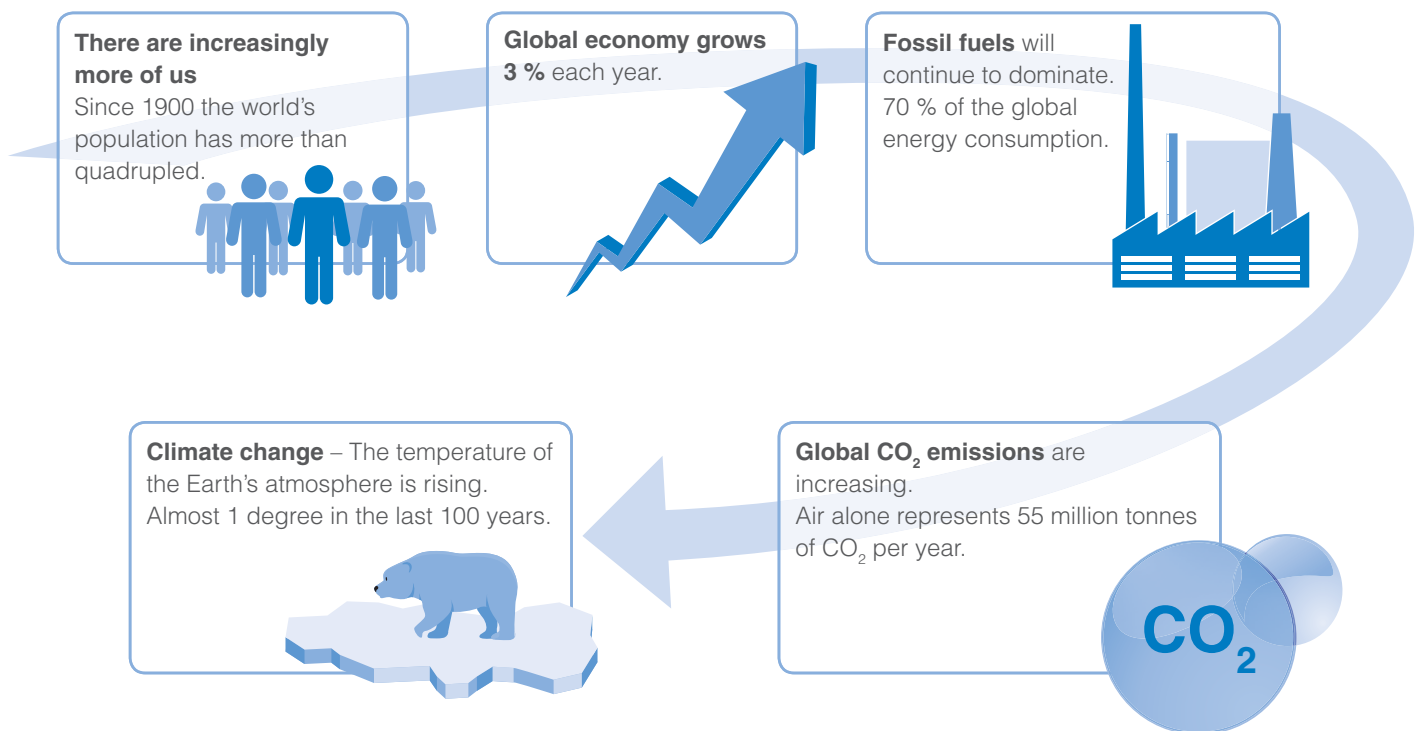 There are increasingly
more of us
Since 1900 the world's
population has more than
quadrupled.
Global economy grows
3 % each year.
Fossil fuels will
continue to dominate.
70 % of the global
energy consumption.
Climate change – The temperature of
the Earth's atmosphere is rising.
Almost 1 degree in the last 100 years.
Global CO₂ emissions are
increasing.
Air alone represents 55 million tonnes
of CO₂ per year.
CO₂